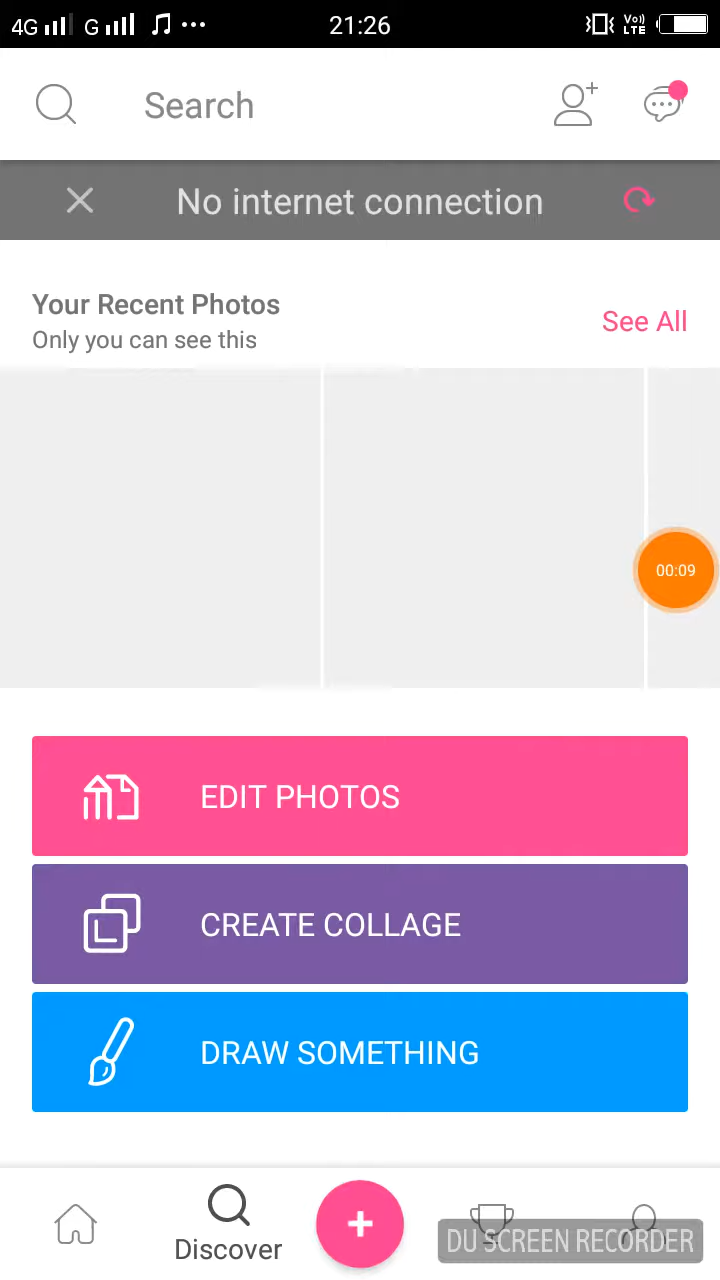 4G G 21:26 Vo)) LTE
Search
No internet connection
Your Recent Photos
Only you can see this
See All
00:09
EDIT PHOTOS
CREATE COLLAGE
DRAW SOMETHING
Discover
DU SCREEN RECORDER